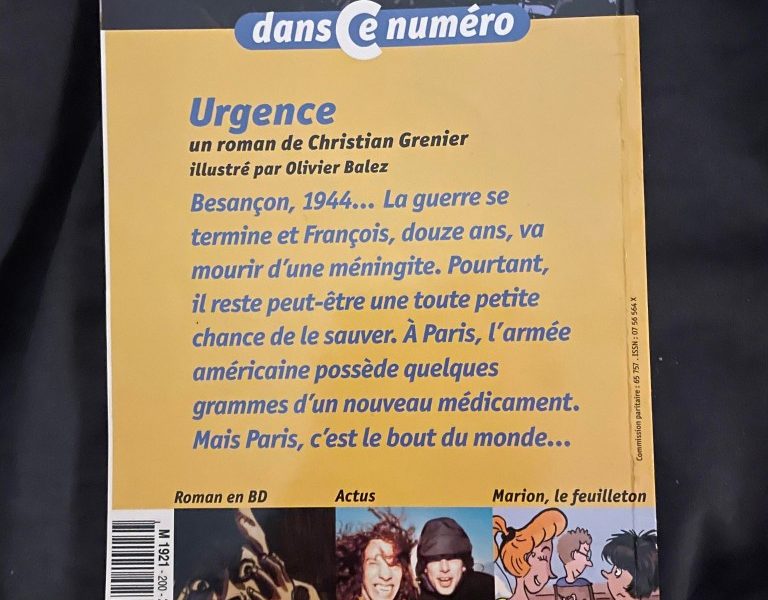 dans Ce numéro
Urgence
un roman de Christian Grenier
illustré par Olivier Balez
Besançon, 1944... La guerre se
termine et François, douze ans, va
mourir d'une méningite. Pourtant,
il reste peut-être une toute petite
chance de le sauver. À Paris, l'armée
américaine possède quelques
grammes d'un nouveau médicament.
Mais Paris, c'est le bout du monde...
Commission paritaire : 65 757 . ISSN : 07 56 564 X
Roman en BD
Actus
Marion, le feuilleton
M 1921 - 200 -